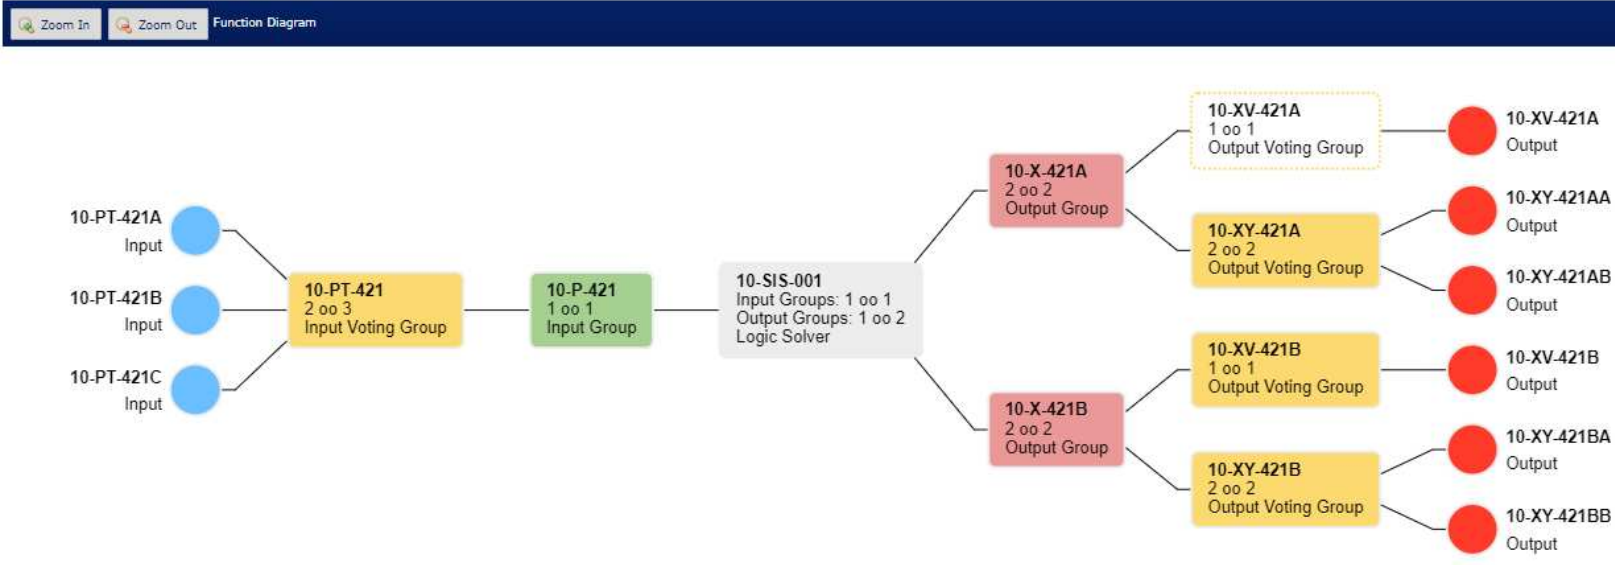 Zoom In
Zoom Out
Function Diagram
10-PT-421A
Input
10-PT-421B
Input
10-PT-421C
Input
10-PT-421
2 oo 3
Input Voting Group
10-P-421
1 oo 1
Input Group
10-SIS-001
Input Groups: 1 oo 1
Output Groups: 1 oo 2
Logic Solver
10-X-421A
2 oo 2
Output Group
10-X-421B
2 oo 2
Output Group
10-XV-421A
1 oo 1
Output Voting Group
10-XY-421A
2 oo 2
Output Voting Group
10-XV-421B
1 oo 1
Output Voting Group
10-XY-421B
2 oo 2
Output Voting Group
10-XV-421A
Output
10-XY-421AA
Output
10-XY-421AB
Output
10-XV-421B
Output
10-XY-421BA
Output
10-XY-421BB
Output